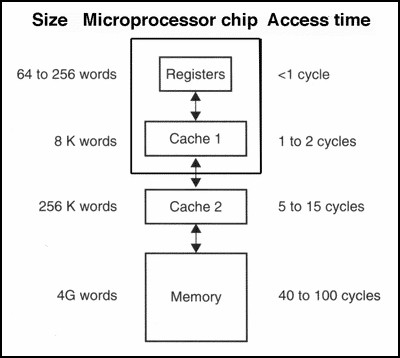 Size Microprocessor chip Access time
64 to 256 words Registers <1 cycle
8 K words Cache 1 1 to 2 cycles
256 K words Cache 2 5 to 15 cycles
4G words Memory 40 to 100 cycles